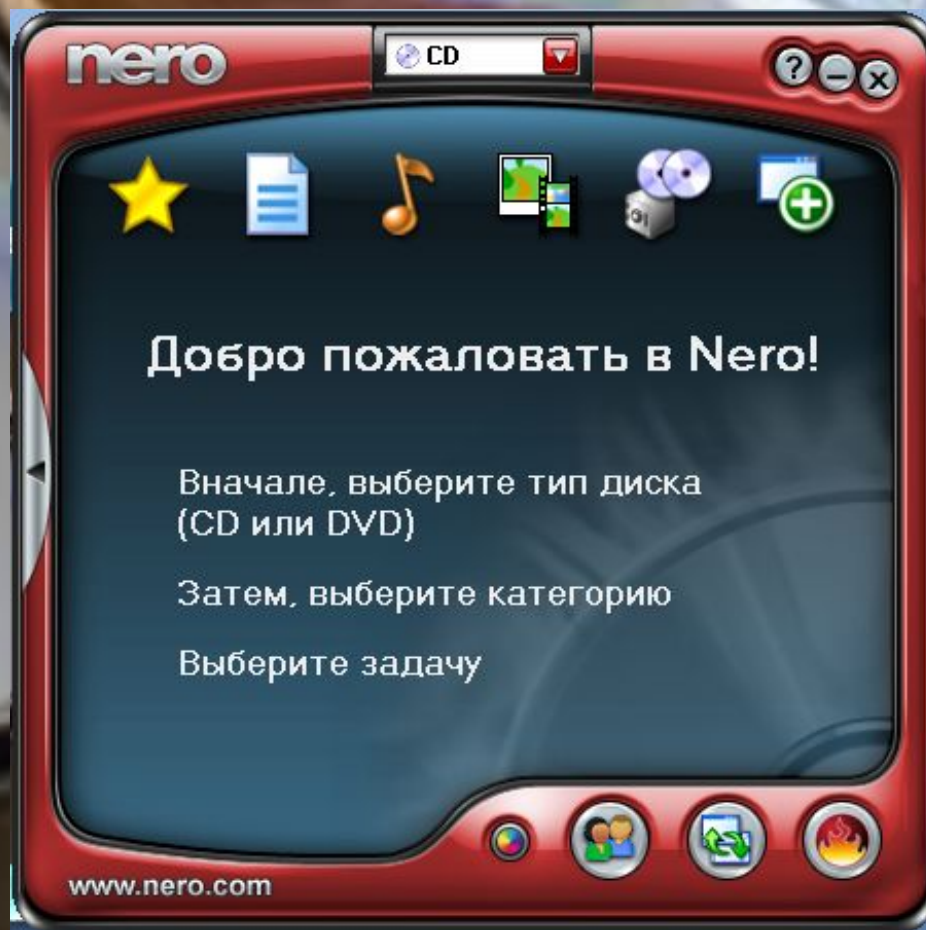 nero
CD
Добро пожаловать в Nero!
Вначале, выберите тип диска
(CD или DVD)
Затем, выберите категорию
Выберите задачу
www.nero.com